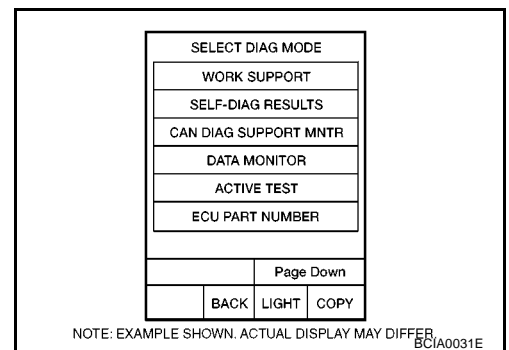 SELECT DIAG MODE
WORK SUPPORT
SELF-DIAG RESULTS
CAN DIAG SUPPORT MNTR
DATA MONITOR
ACTIVE TEST
ECU PART NUMBER
Page Down
BACK LIGHT COPY
NOTE: EXAMPLE SHOWN. ACTUAL DISPLAY MAY DIFFER.
BCIA0031E